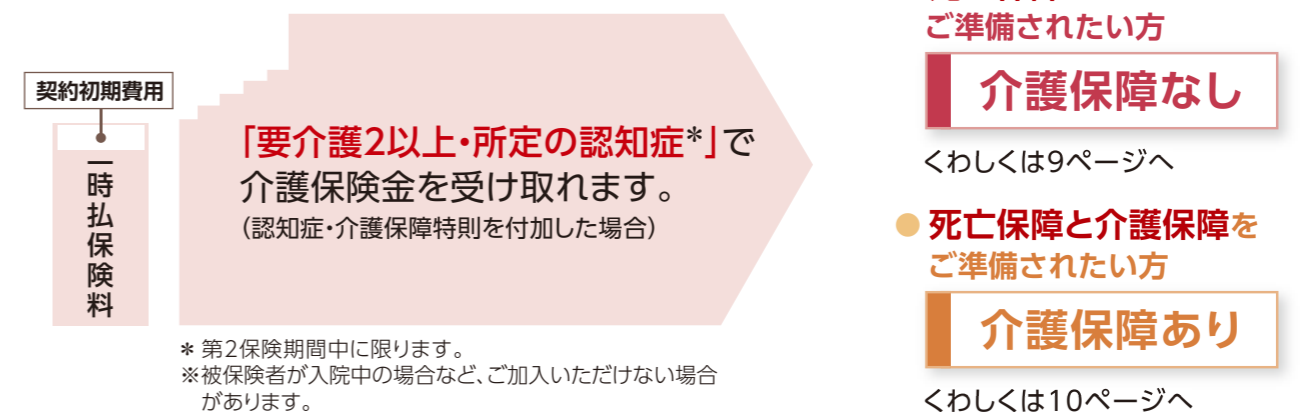 契約初期費用
一時払保険料
「要介護2以上・所定の認知症*」で
介護保険金を受け取れます。
(認知症・介護保障特則を付加した場合)
* 第2保険期間中に限ります。
※被保険者が入院中の場合など、ご加入いただけない場合
があります。
ご準備されたい方
介護保障なし
くわしくは9ページへ
● 死亡保障と介護保障を
ご準備されたい方
介護保障あり
くわしくは10ページへ